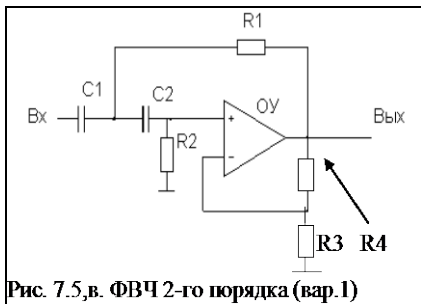 R1
C1
C2
ОУ
Вх
Вых
+
R2
-
R3 R4
Рис. 7.5,в. ФВЧ 2-го порядка (вар.1)